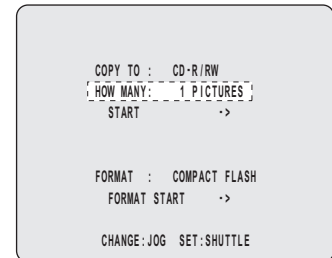 COPY TO : CD-R/RW
HOW MANY: 1 PICTURES
START ->
FORMAT : COMPACT FLASH
FORMAT START ->
CHANGE:JOG SET:SHUTTLE